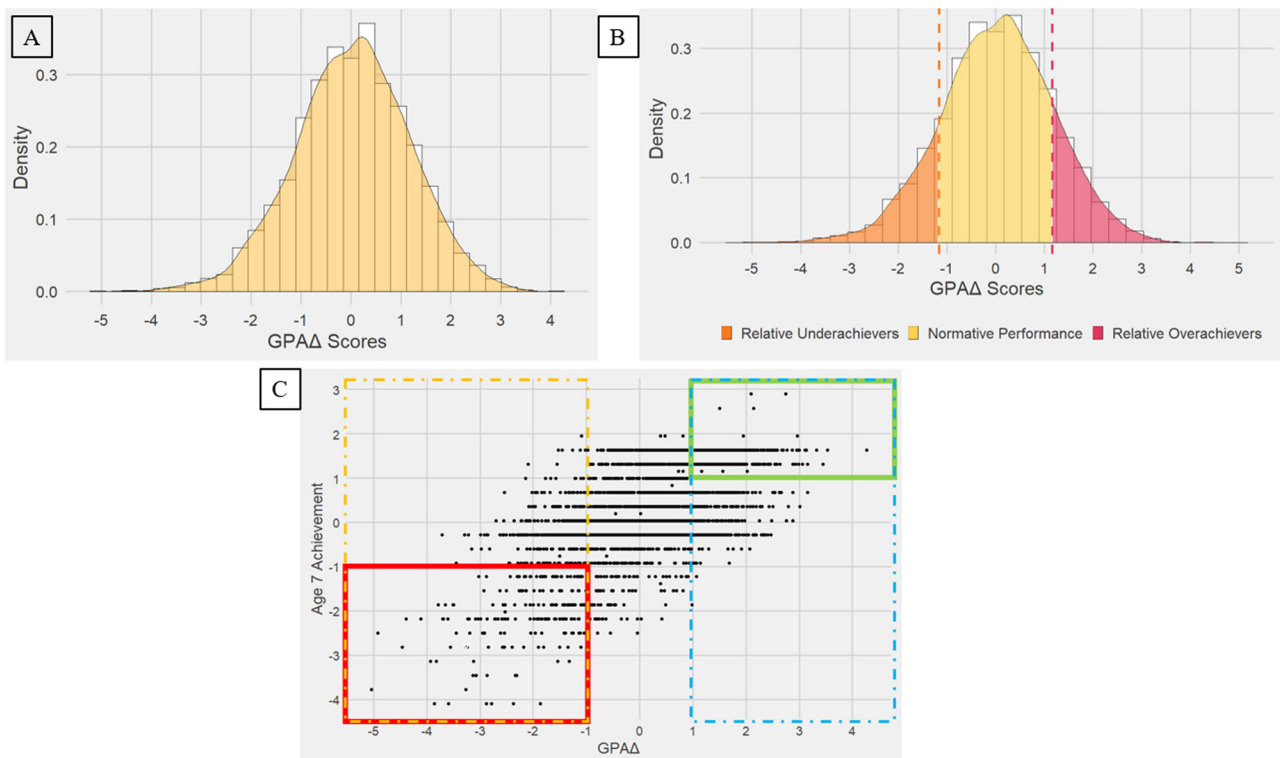 A
Density
0.3
0.2
0.1
0.0
-5 -4 -3 -2 -1 0 1 2 3 4
GPAΔ Scores
B
Density
0.3
0.2
0.1
0.0
-5 -4 -3 -2 -1 0 1 2 3 4 5
GPAΔ Scores
Relative Underachievers Normative Performance Relative Overachievers
C
Age 7 Achievement
3
2
1
0
-1
-2
-3
-4
-5 -4 -3 -2 -1 0 1 2 3 4
GPAΔ